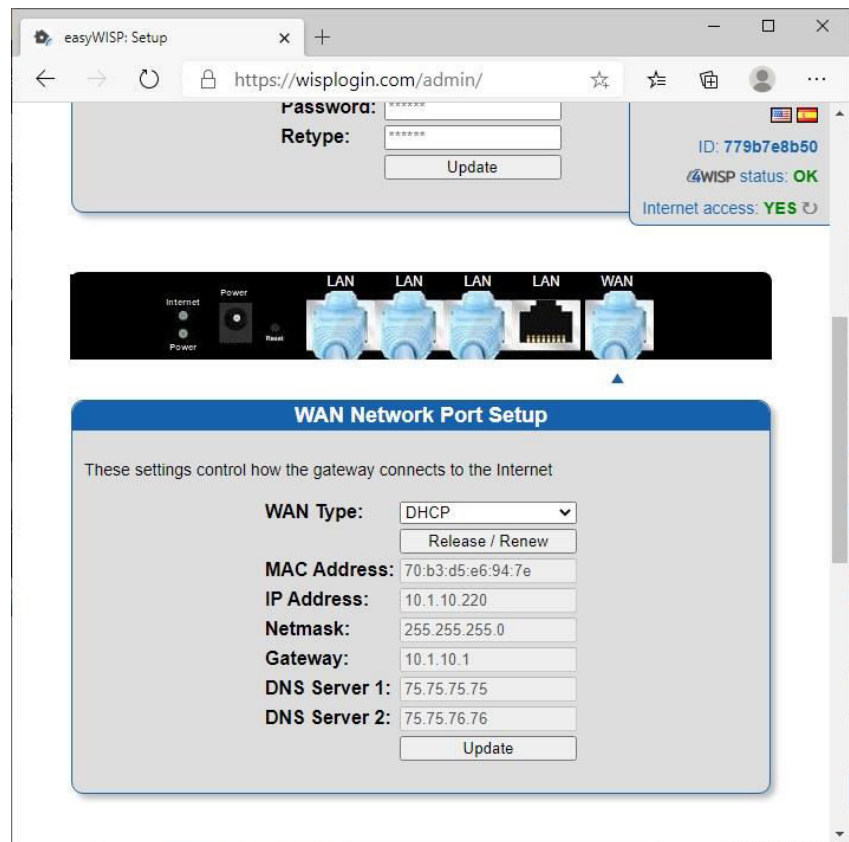 easyWISP: Setup
https://wisplogin.com/admin/
Password: ******
Retype: ******
Update
ID: 779b7e8b50
4WISP status: OK
Internet access: YES
LAN LAN LAN LAN WAN
Internet
Power
Reset
Power
WAN Network Port Setup
These settings control how the gateway connects to the Internet
WAN Type: DHCP
Release / Renew
MAC Address: 70:b3:d5:e6:94:7e
IP Address: 10.1.10.220
Netmask: 255.255.255.0
Gateway: 10.1.10.1
DNS Server 1: 75.75.75.75
DNS Server 2: 75.75.76.76
Update